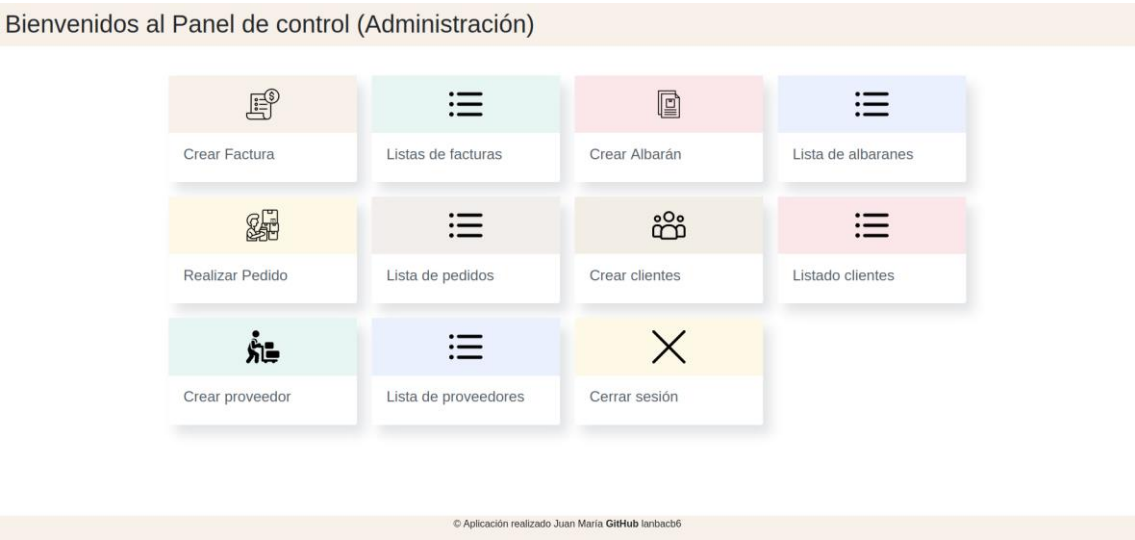 Bienvenidos al Panel de control (Administración)
Crear Factura
Listas de facturas
Crear Albarán
Lista de albaranes
Realizar Pedido
Lista de pedidos
Crear clientes
Listado clientes
Crear proveedor
Lista de proveedores
Cerrar sesión
© Aplicación realizado Juan María GitHub lanbacb6